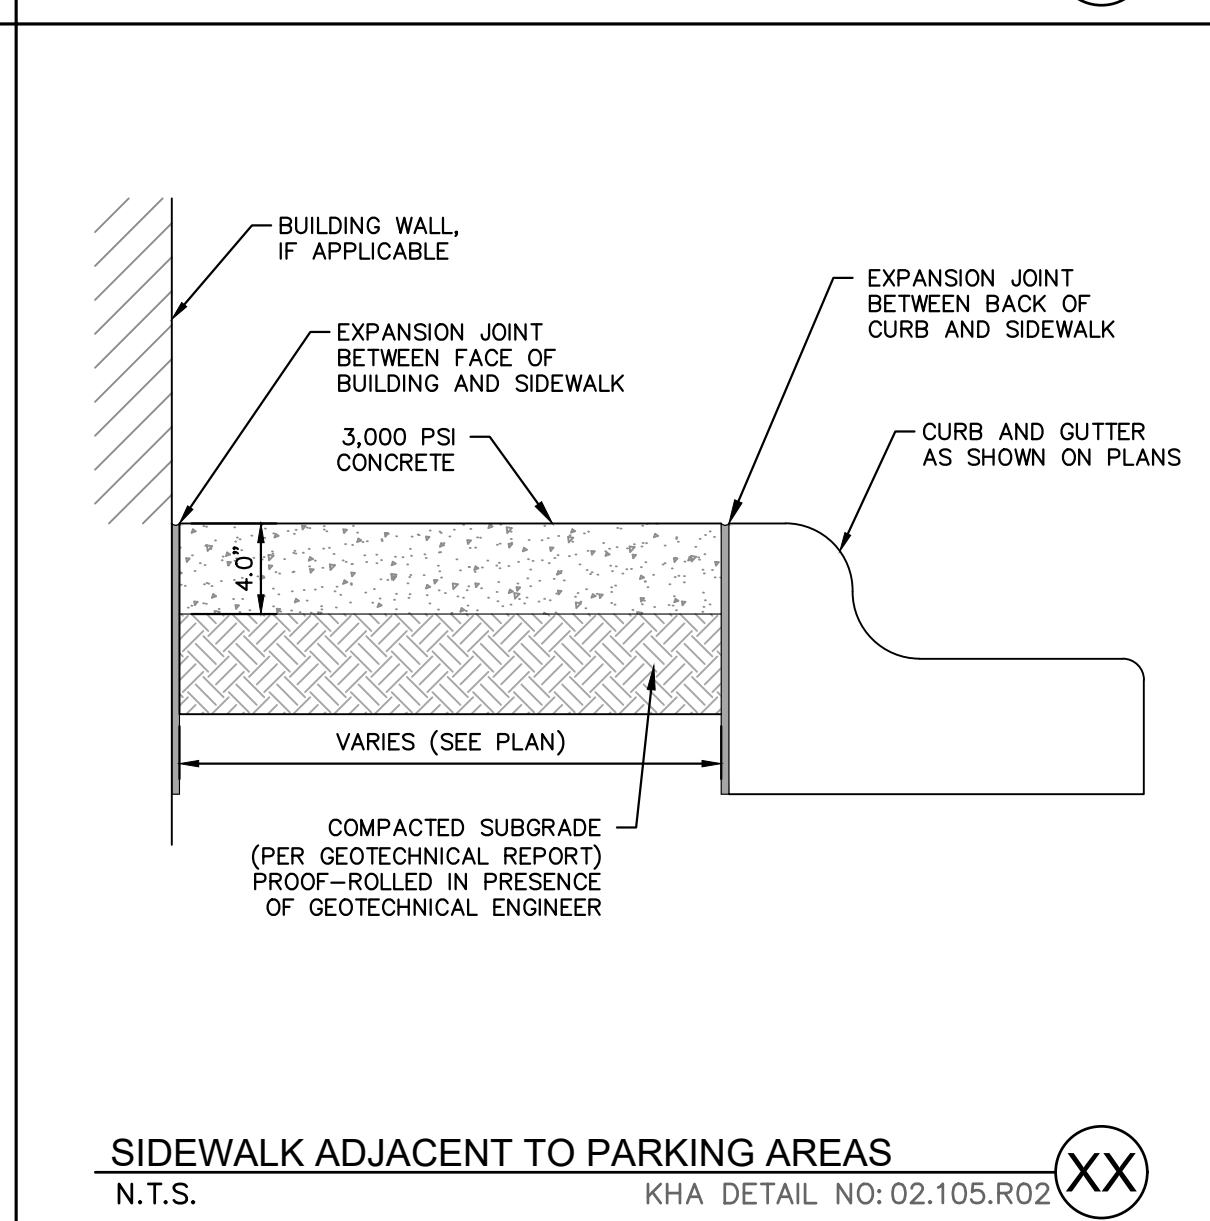 BUILDING WALL,
IF APPLICABLE
EXPANSION JOINT
BETWEEN BACK OF
CURB AND SIDEWALK
EXPANSION JOINT
BETWEEN FACE OF
BUILDING AND SIDEWALK
3,000 PSI
CONCRETE
CURB AND GUTTER
AS SHOWN ON PLANS
4.0"
VARIES (SEE PLAN)
COMPACTED SUBGRADE
(PER GEOTECHNICAL REPORT)
PROOF-ROLLED IN PRESENCE
OF GEOTECHNICAL ENGINEER
SIDEWALK ADJACENT TO PARKING AREAS
XX
N.T.S.
KHA DETAIL NO: 02.105.R02